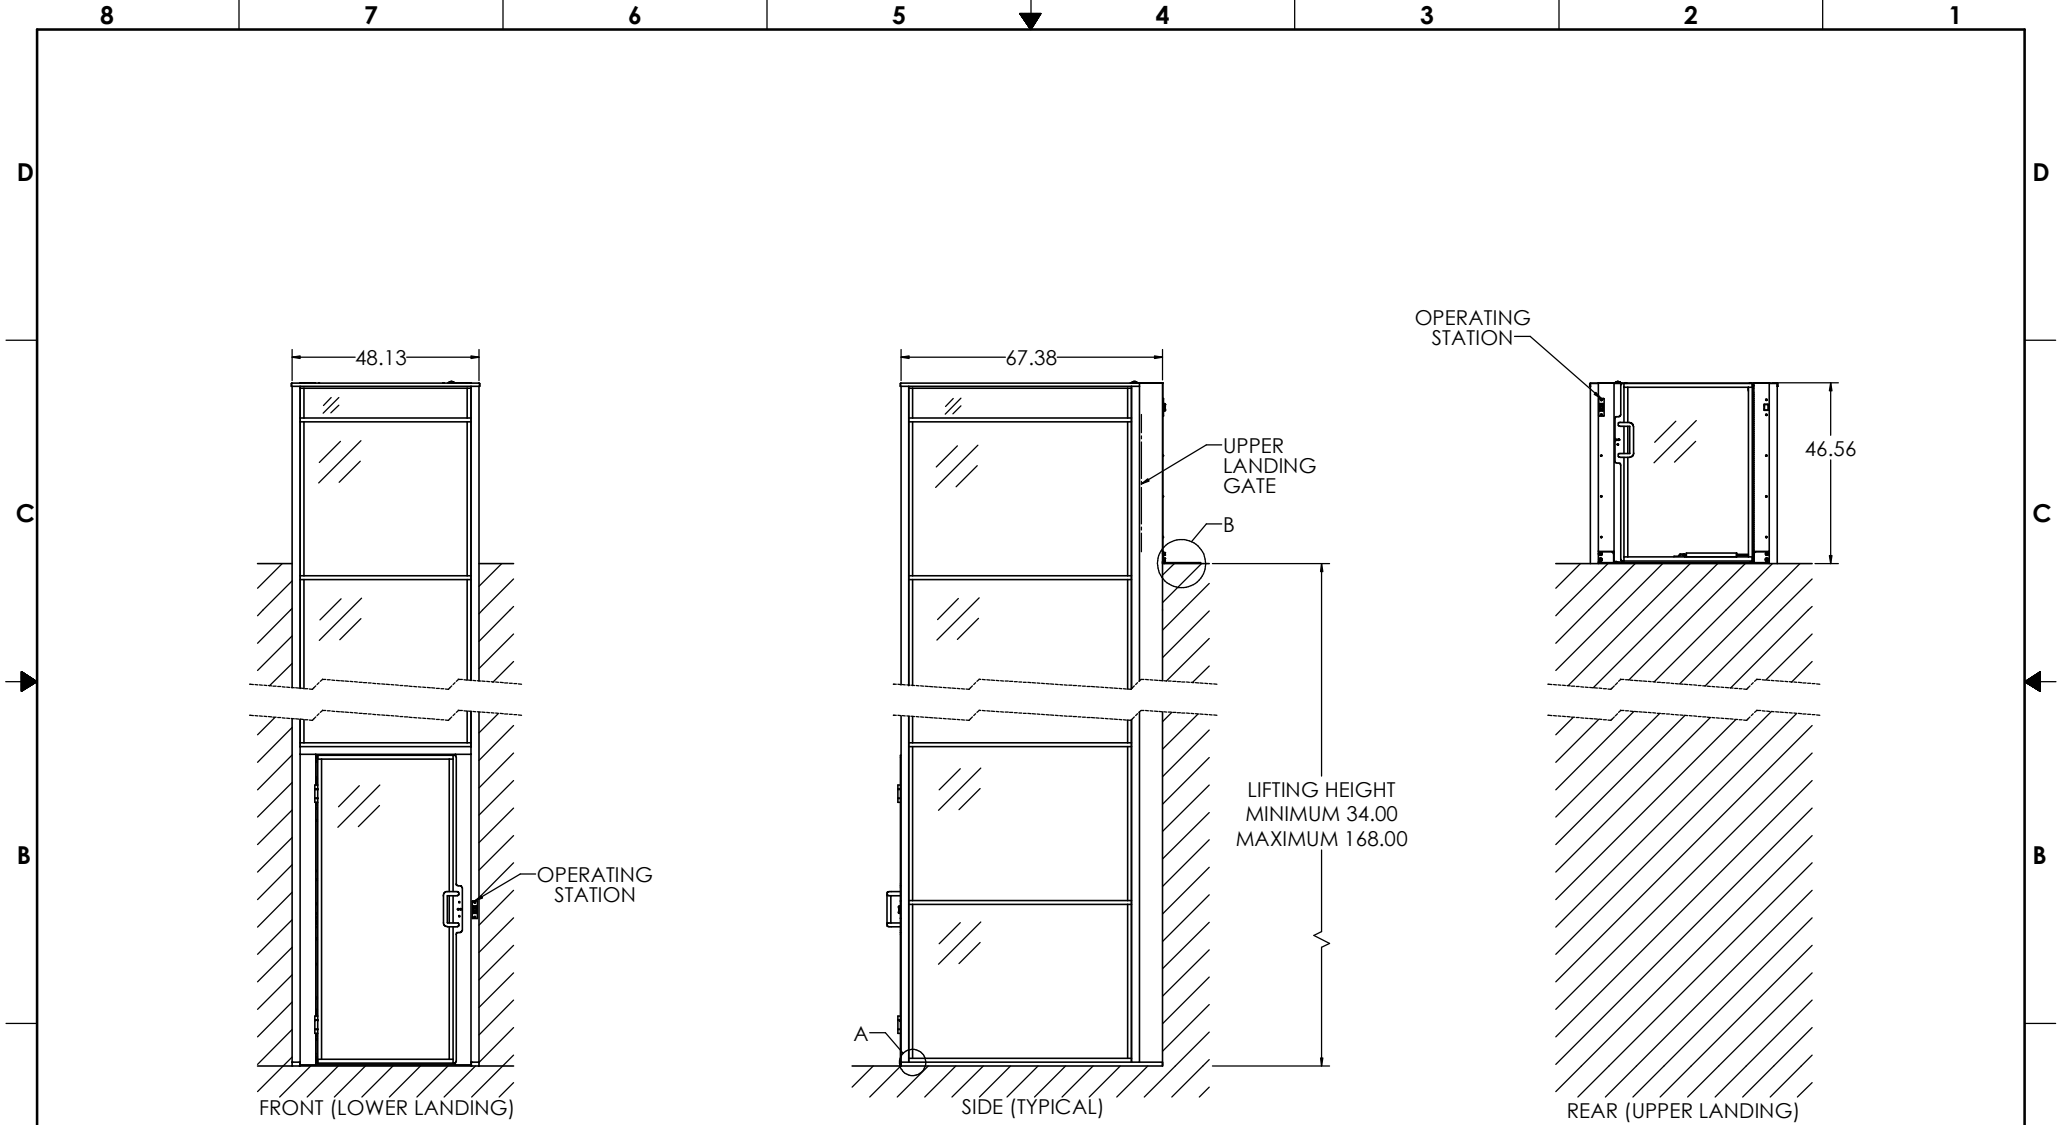 8 7 6 5 4 3 2 1
D D
OPERATING
STATION
48.13
67.38
46.56
UPPER
LANDING
GATE
C C
B
LIFTING HEIGHT
MINIMUM 34.00
MAXIMUM 168.00
B B
OPERATING
STATION
A
FRONT (LOWER LANDING)
SIDE (TYPICAL)
REAR (UPPER LANDING)